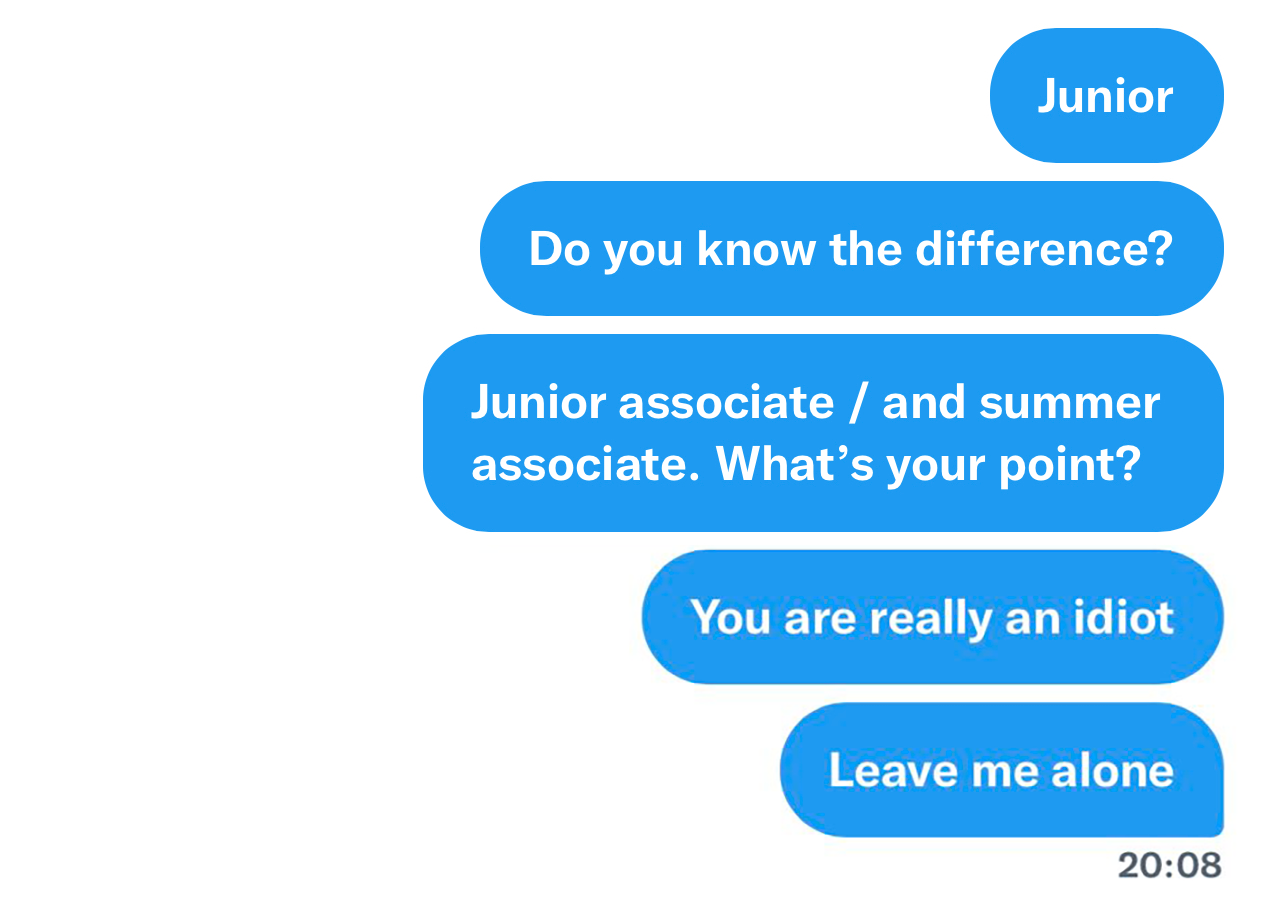 Junior
Do you know the difference?
Junior associate / and summer
associate. What’s your point?
You are really an idiot
Leave me alone
20:08